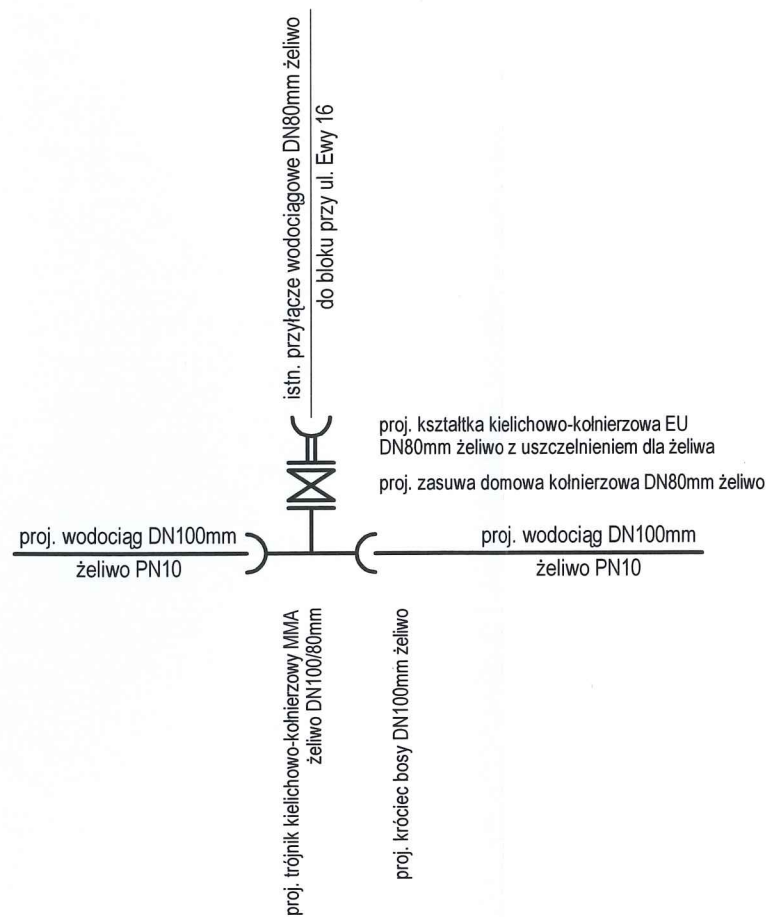 istn. przyłącze wodociągowe DN80mm żeliwo
do bloku przy ul. Ewy 16
proj. kształtka kielichowo-kołnierzowa EU
DN80mm żeliwo z uszczelnieniem dla żeliwa
proj. zasuwa domowa kołnierzowa DN80mm żeliwo
proj. wodociąg DN100mm
żeliwo PN10
proj. wodociąg DN100mm
żeliwo PN10
proj. trójnik kielichowo-kołnierzowy MMA
żeliwo DN100/80mm
proj. króciec bosy DN100mm żeliwo